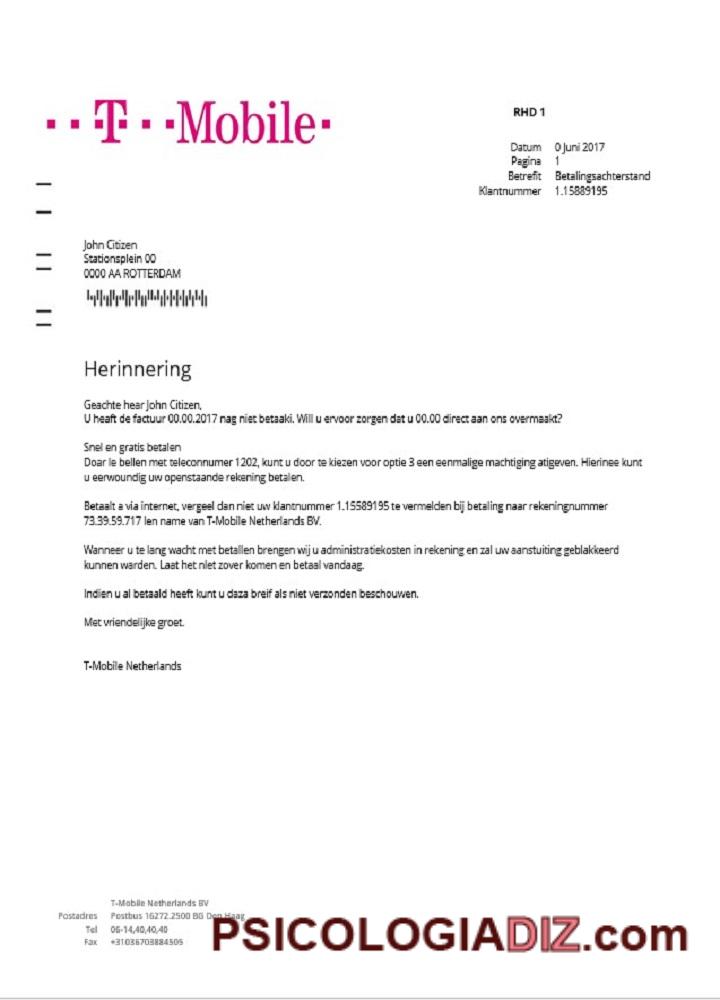 ··T··Mobile·
RHD 1
Datum 0 Juni 2017
Pagina 1
Betrefit Betalingsachterstand
Klantnummer 1.15889195
John Citizen
Stationsplein 00
0000 AA ROTTERDAM
Herinnering
Geachte hear John Citizen,
U heaft de factuur 00.00.2017 nag niet betaaki. Will u ervoor zorgen dat u 00.00 direct aan ons overmaakt?
Snel en gratis betalen
Doar le bellen met teleconnumer 1202, kunt u door te kiezen voor optie 3 een eenmalige machtiging atigeven. Hierinee kunt
u eerwoundig uw openstaande rekening betalen.
Betaalt a via internet, vergeel dan niet uw klantnummer 1.15589195 te vermelden bij betaling naar rekeningnummer
73.39.59.717 len name van T-Mobile Netherlands BV.
Wanneer u te lang wacht met betallen brengen wij u administratiekosten in rekening en zal uw aanstuiting geblakkeerd
kunnen warden. Laat het niet zover komen en betaal vandaag.
Indien u al betaald heeft kunt u daza breif als niet verzonden beschouwen.
Met vriendelijke groet.
T-Mobile Netherlands
T-Mobile Netherlands BV
Postadres Postbus 16272.2500 BG Den Haag
Tel 06-14,40,40,40
Fax +31036703884505
PSICOLOGIADIZ.com